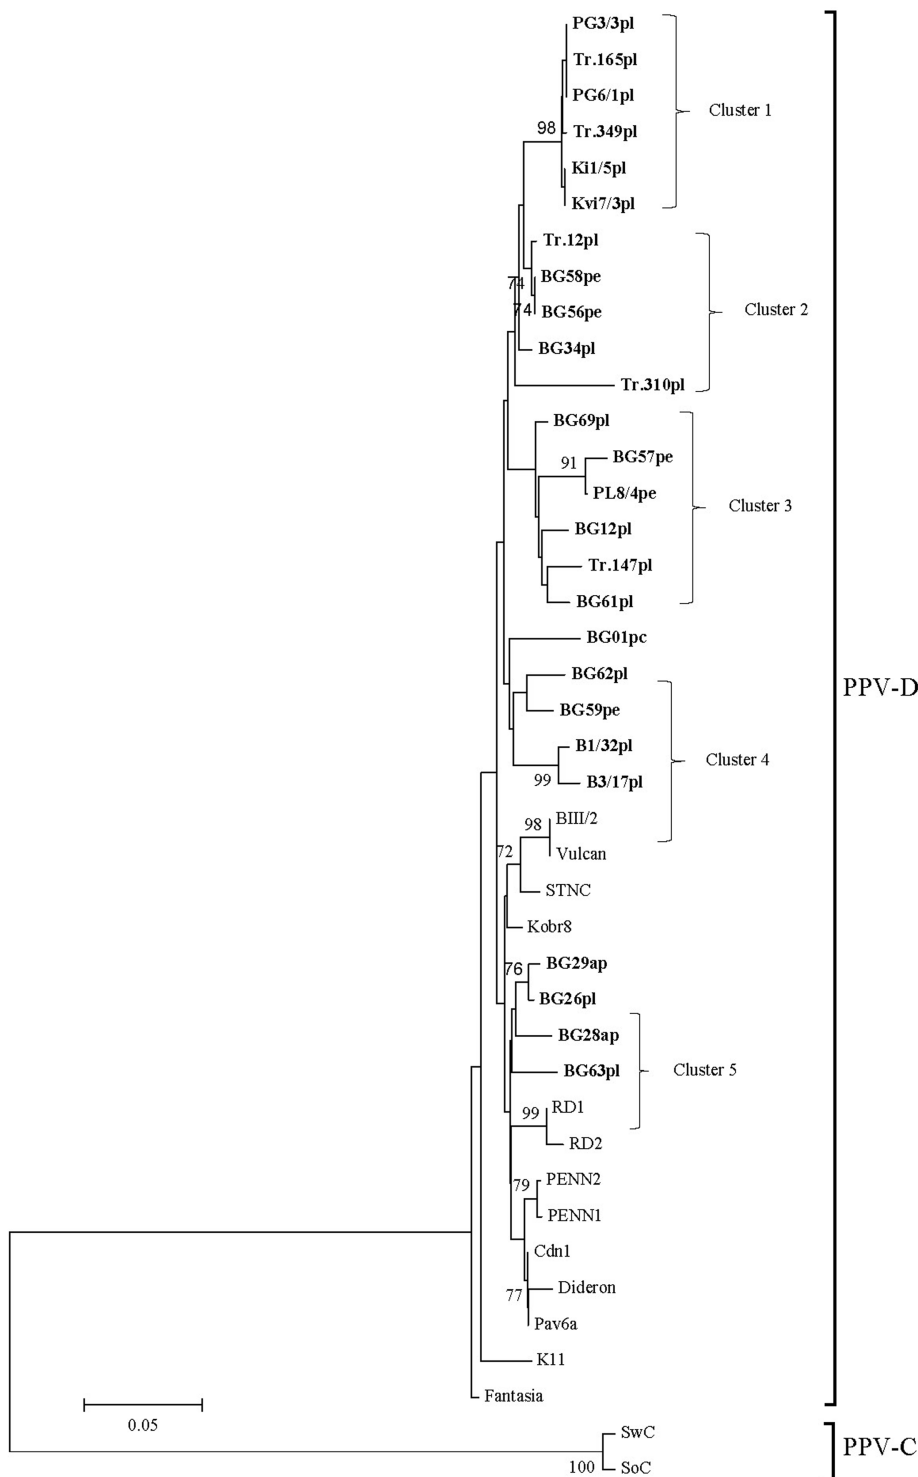 PG3/3pl
Tr.165pl
PG6/1pl
Cluster 1
98
Tr.349pl
Ki1/5pl
Kvi7/3pl
Tr.12pl
BG58pe
74
74
BG56pe
Cluster 2
BG34pl
Tr.310pl
BG69pl
91
BG57pe
PL8/4pe
Cluster 3
BG12pl
Tr.147pl
BG61pl
BG01pc
BG62pl
PPV-D
BG59pe
B1/32pl
Cluster 4
99
B3/17pl
98
BIII/2
72
Vulcan
STNC
Kobr8
76
BG29ap
BG26pl
BG28ap
BG63pl
Cluster 5
99
RD1
RD2
79
PENN2
PENN1
Cdn1
Dideron
77
Pav6a
K11
Fantasia
0.05
SwC
PPV-C
100
SoC